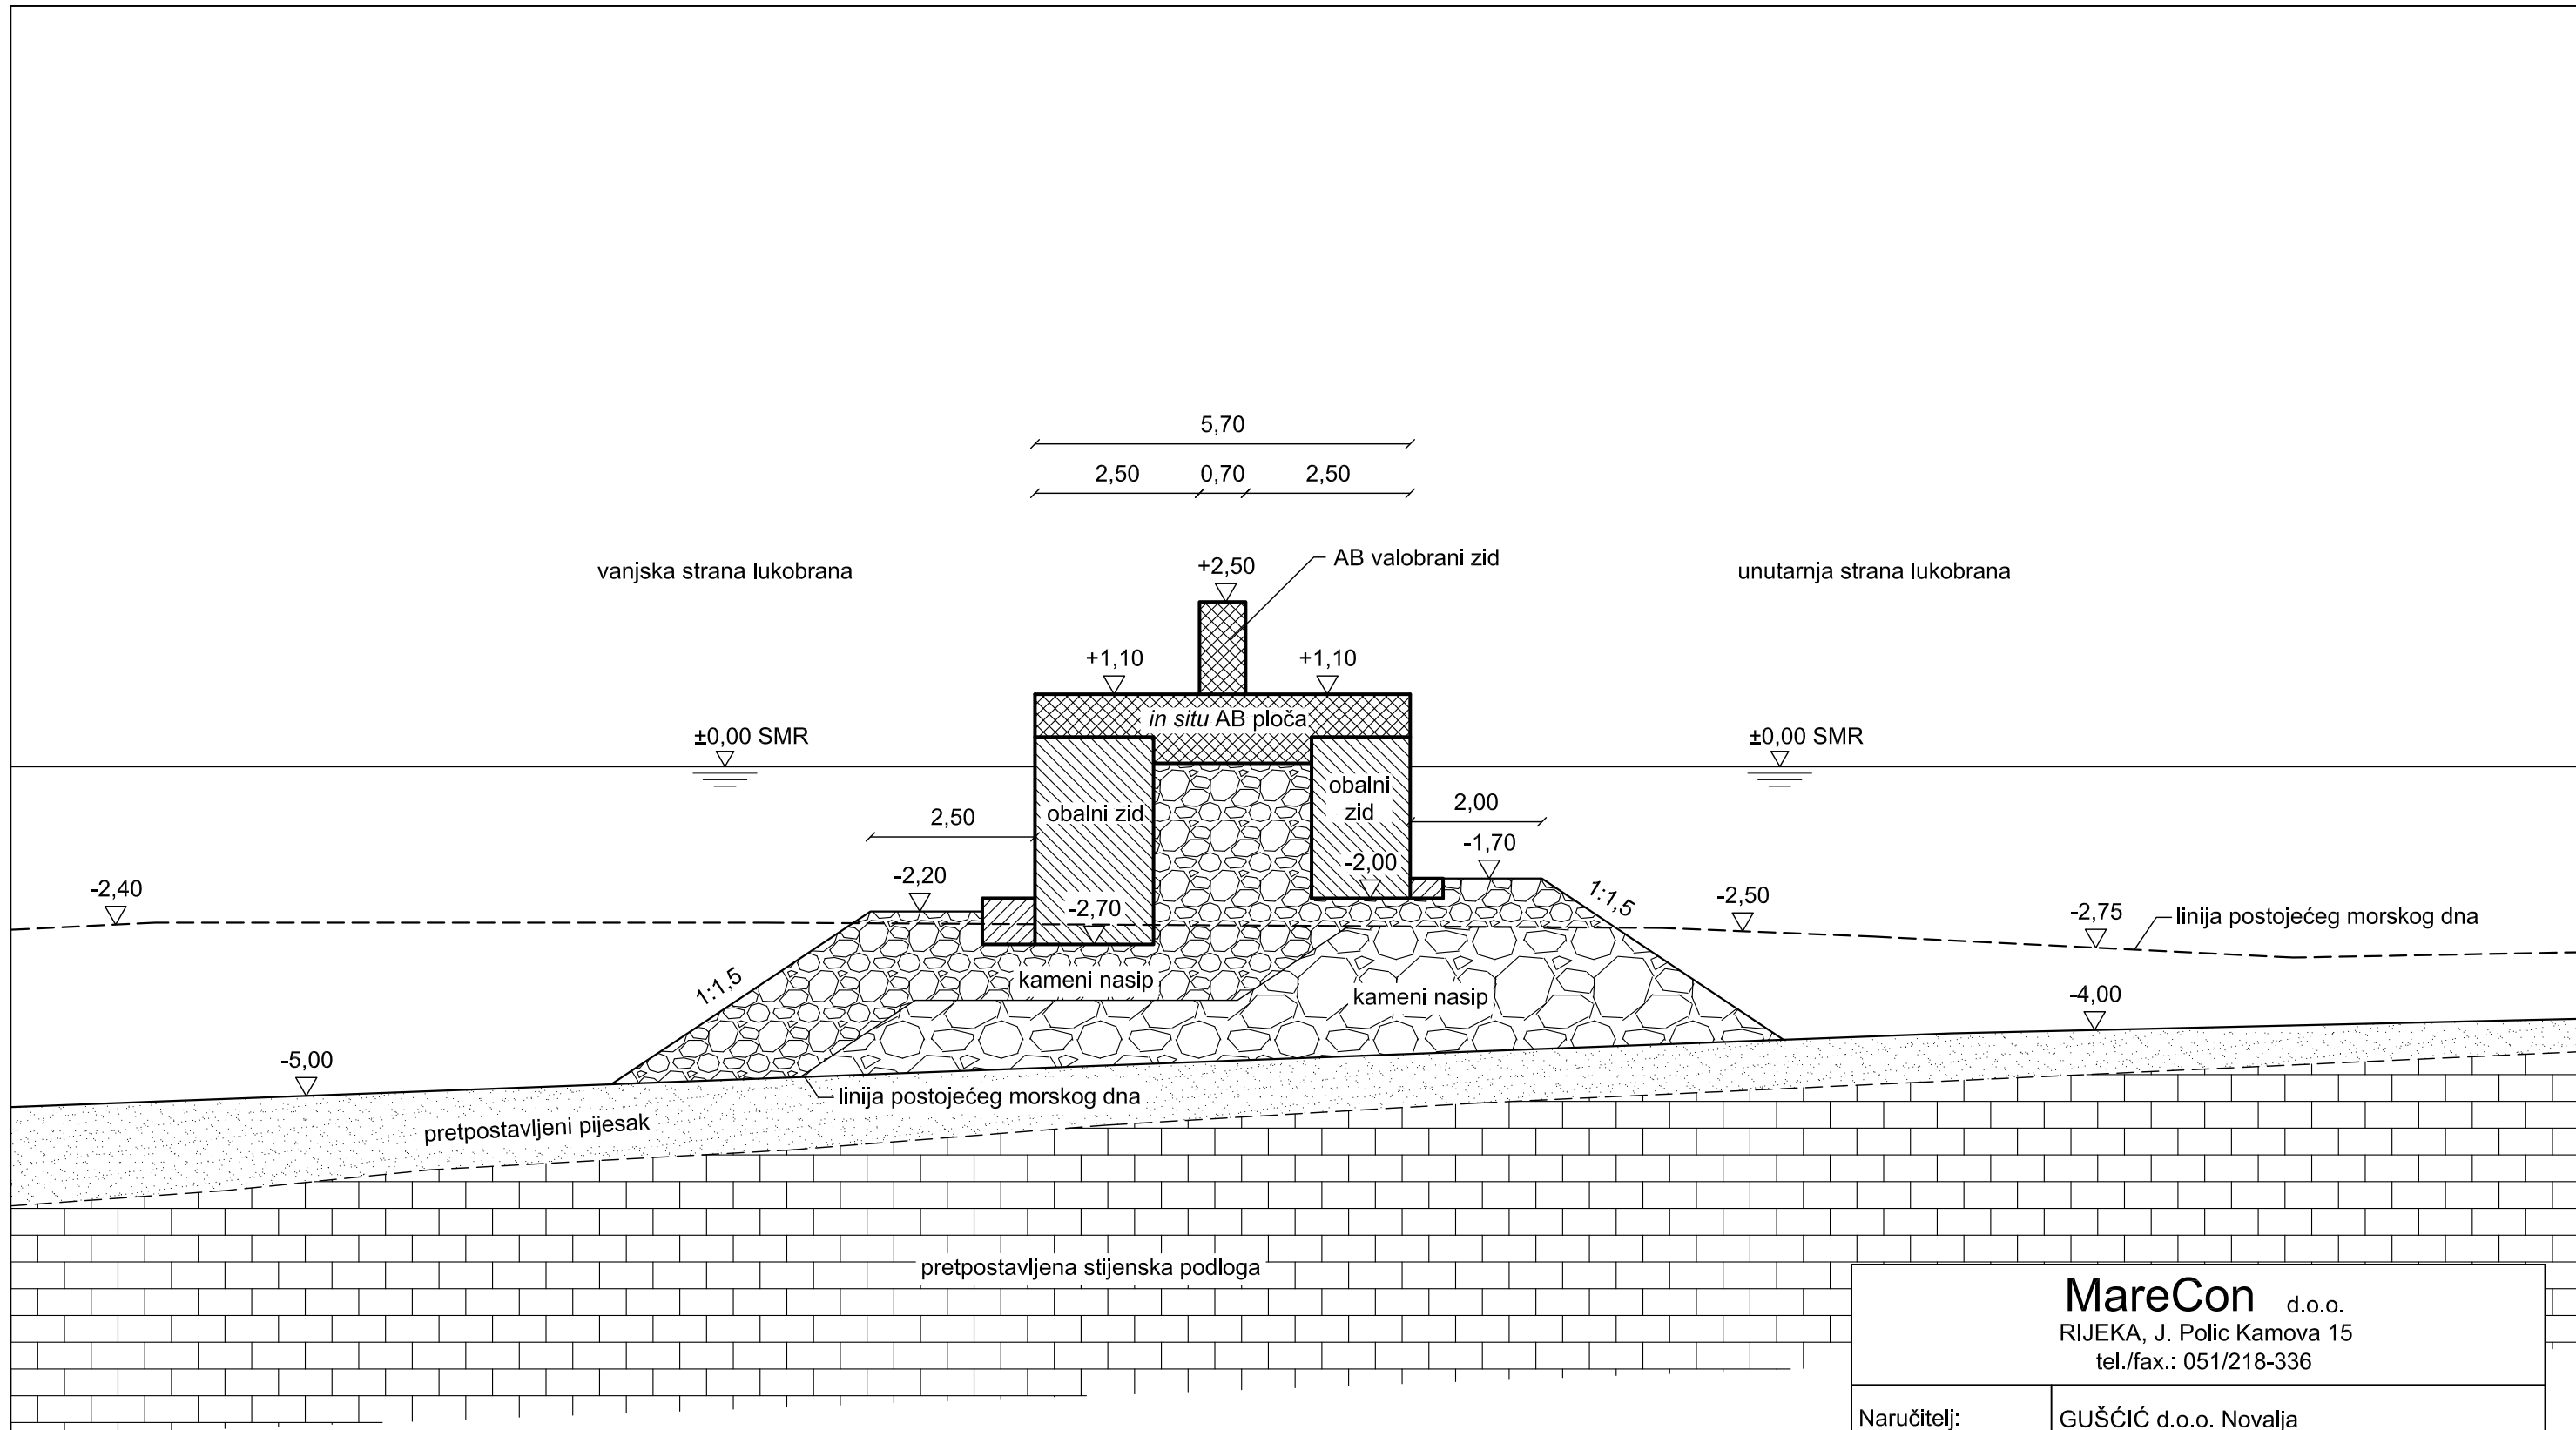 5,70
2,50 0,70 2,50
vanjska strana lukobrana
+2,50
AB valobrani zid
unutarnja strana lukobrana
+1,10
+1,10
in situ AB ploča
±0,00 SMR
±0,00 SMR
obalni zid
obalni
zid
2,50
2,00
-2,40
-2,20
-2,70
-2,00
-1,70
1:1,5
-2,50
-2,75
linija postojećeg morskog dna
1:1,5
kameni nasip
kameni nasip
-4,00
-5,00
linija postojećeg morskog dna
pretpostavljeni pijesak
pretpostavljena stijenska podloga
MareCon d.o.o.
RIJEKA, J. Polic Kamova 15
tel./fax.: 051/218-336
Naručitelj: GUŠĆIĆ d.o.o. Novalja